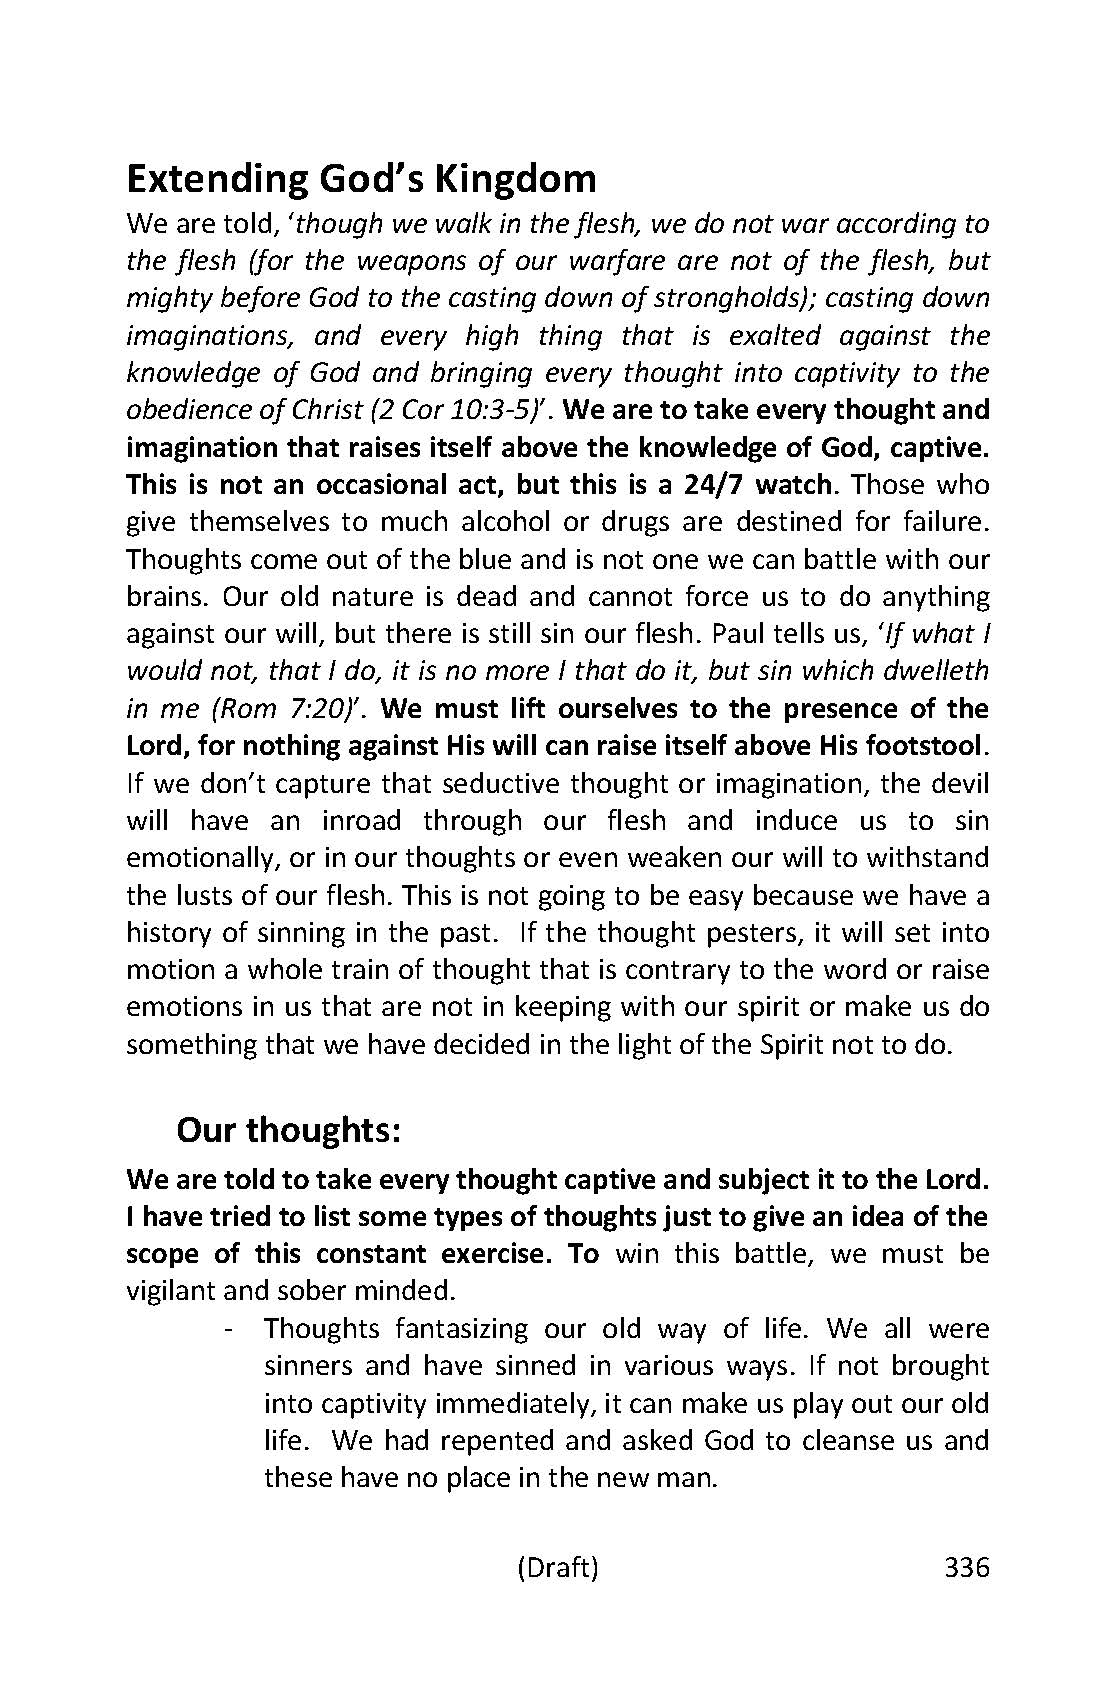 Extending God’s Kingdom
We are told, ‘though we walk in the flesh, we do not war according to
the flesh (for the weapons of our warfare are not of the flesh, but
mighty before God to the casting down of strongholds); casting down
imaginations, and every high thing that is exalted against the
knowledge of God and bringing every thought into captivity to the
obedience of Christ (2 Cor 10:3-5)’. We are to take every thought and
imagination that raises itself above the knowledge of God, captive.
This is not an occasional act, but this is a 24/7 watch. Those who
give themselves to much alcohol or drugs are destined for failure.
Thoughts come out of the blue and is not one we can battle with our
brains. Our old nature is dead and cannot force us to do anything
against our will, but there is still sin our flesh. Paul tells us, ‘If what I
would not, that I do, it is no more I that do it, but sin which dwelleth
in me (Rom 7:20)’. We must lift ourselves to the presence of the
Lord, for nothing against His will can raise itself above His footstool.
If we don’t capture that seductive thought or imagination, the devil
will have an inroad through our flesh and induce us to sin
emotionally, or in our thoughts or even weaken our will to withstand
the lusts of our flesh. This is not going to be easy because we have a
history of sinning in the past. If the thought pesters, it will set into
motion a whole train of thought that is contrary to the word or raise
emotions in us that are not in keeping with our spirit or make us do
something that we have decided in the light of the Spirit not to do.
Our thoughts:
We are told to take every thought captive and subject it to the Lord.
I have tried to list some types of thoughts just to give an idea of the
scope of this constant exercise. To win this battle, we must be
vigilant and sober minded.
- Thoughts fantasizing our old way of life. We all were
sinners and have sinned in various ways. If not brought
into captivity immediately, it can make us play out our old
life. We had repented and asked God to cleanse us and
these have no place in the new man.
(Draft) 336